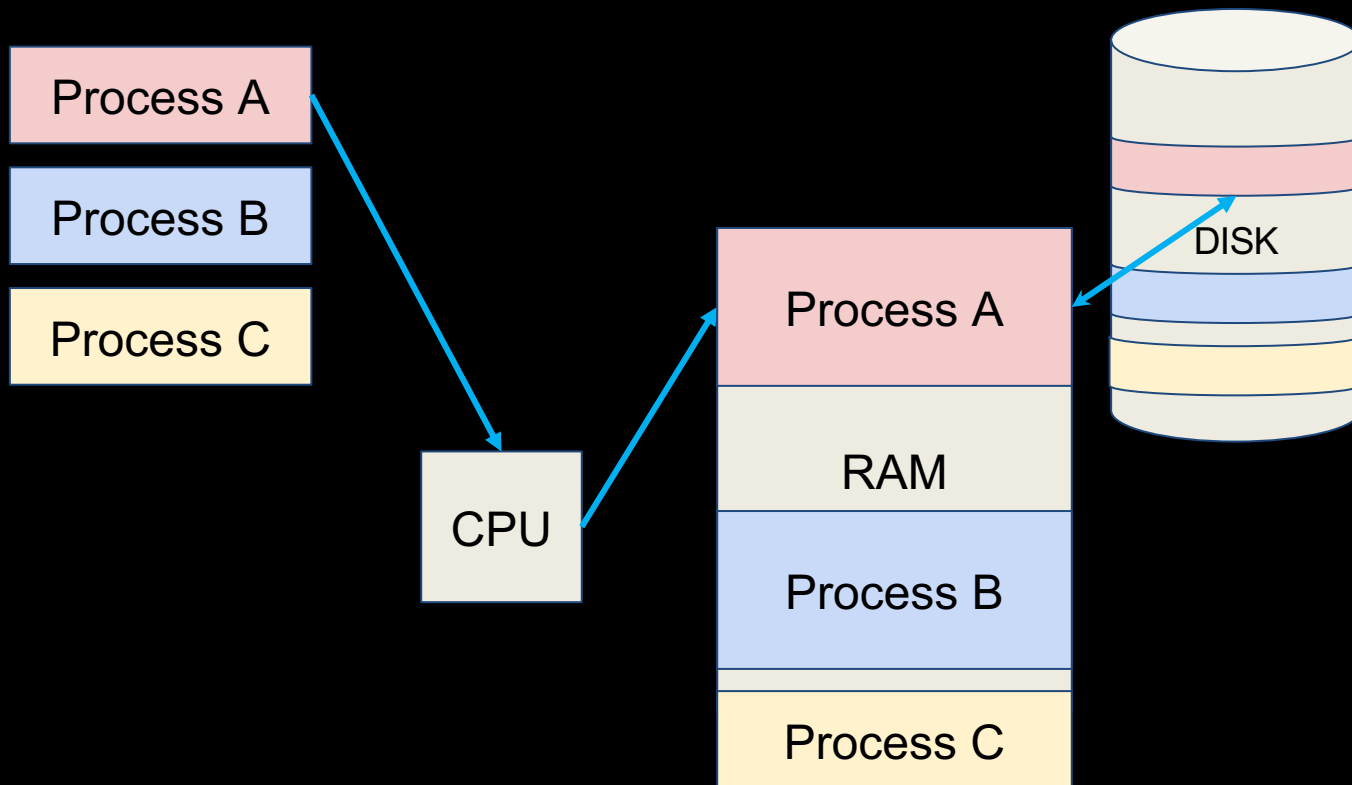 Process A
Process B
Process C
CPU
Process A
RAM
Process B
Process C
DISK